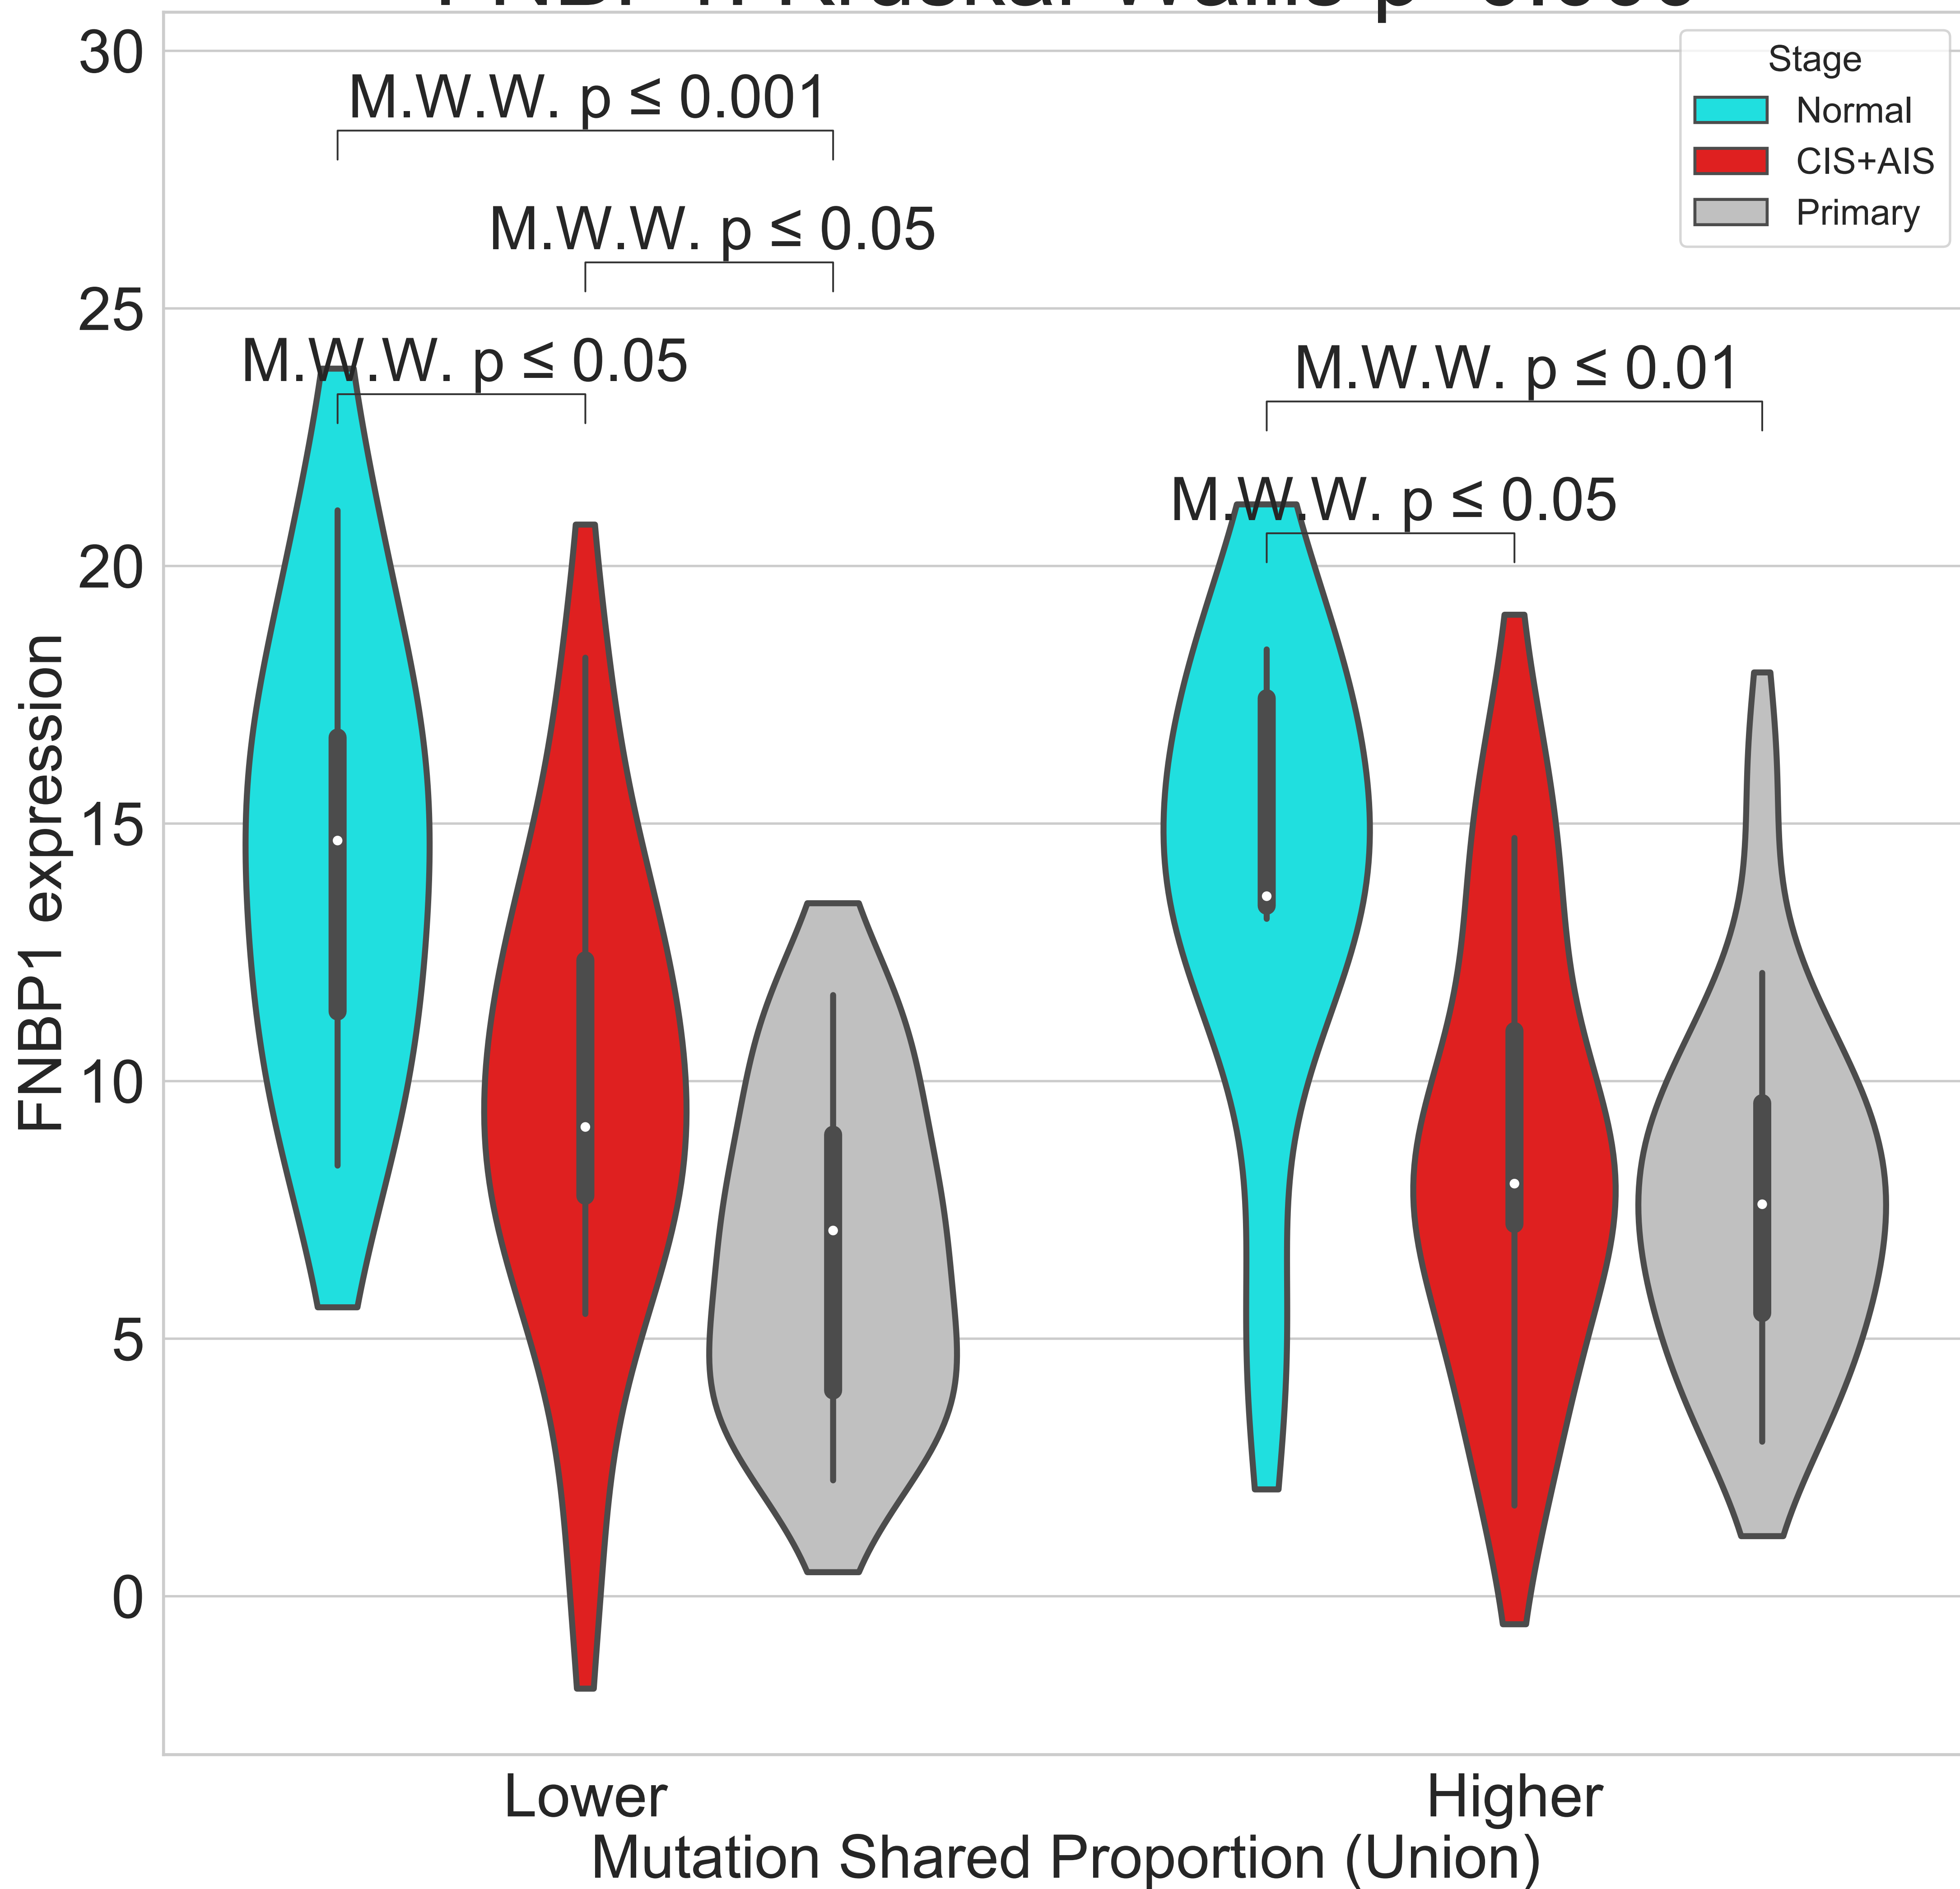 30
25
20
15
10
5
0
FNBP1 expression
M.W.W. p ≤ 0.001
M.W.W. p ≤ 0.05
M.W.W. p ≤ 0.05
M.W.W. p ≤ 0.01
M.W.W. p ≤ 0.05
Stage
Normal
CIS+AIS
Primary
Lower
Higher
Mutation Shared Proportion (Union)